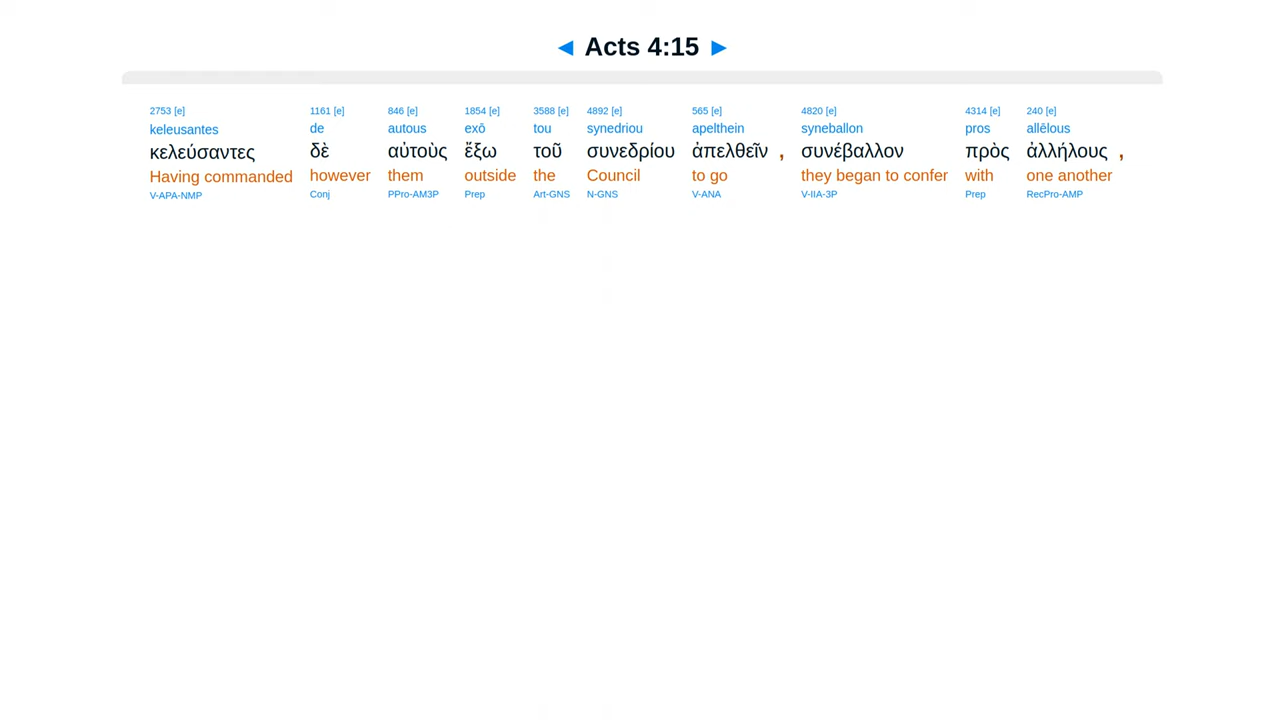 ◄ Acts 4:15 ►
2753 [e] 1161 [e] 846 [e] 1854 [e] 3588 [e] 4892 [e] 565 [e] 4820 [e] 4314 [e] 240 [e]
keleusantes de autous exō tou synedriou apelthein syneballon pros allēlous
κελεύσαντες δὲ αὐτοὺς ἔξω τοῦ συνεδρίου ἀπελθεῖν , συνέβαλλον πρὸς ἀλλήλους ,
Having commanded however them outside the Council to go they began to confer with one another
V-APA-NMP Conj PPro-AM3P Prep Art-GNS N-GNS V-ANA V-IIA-3P Prep RecPro-AMP